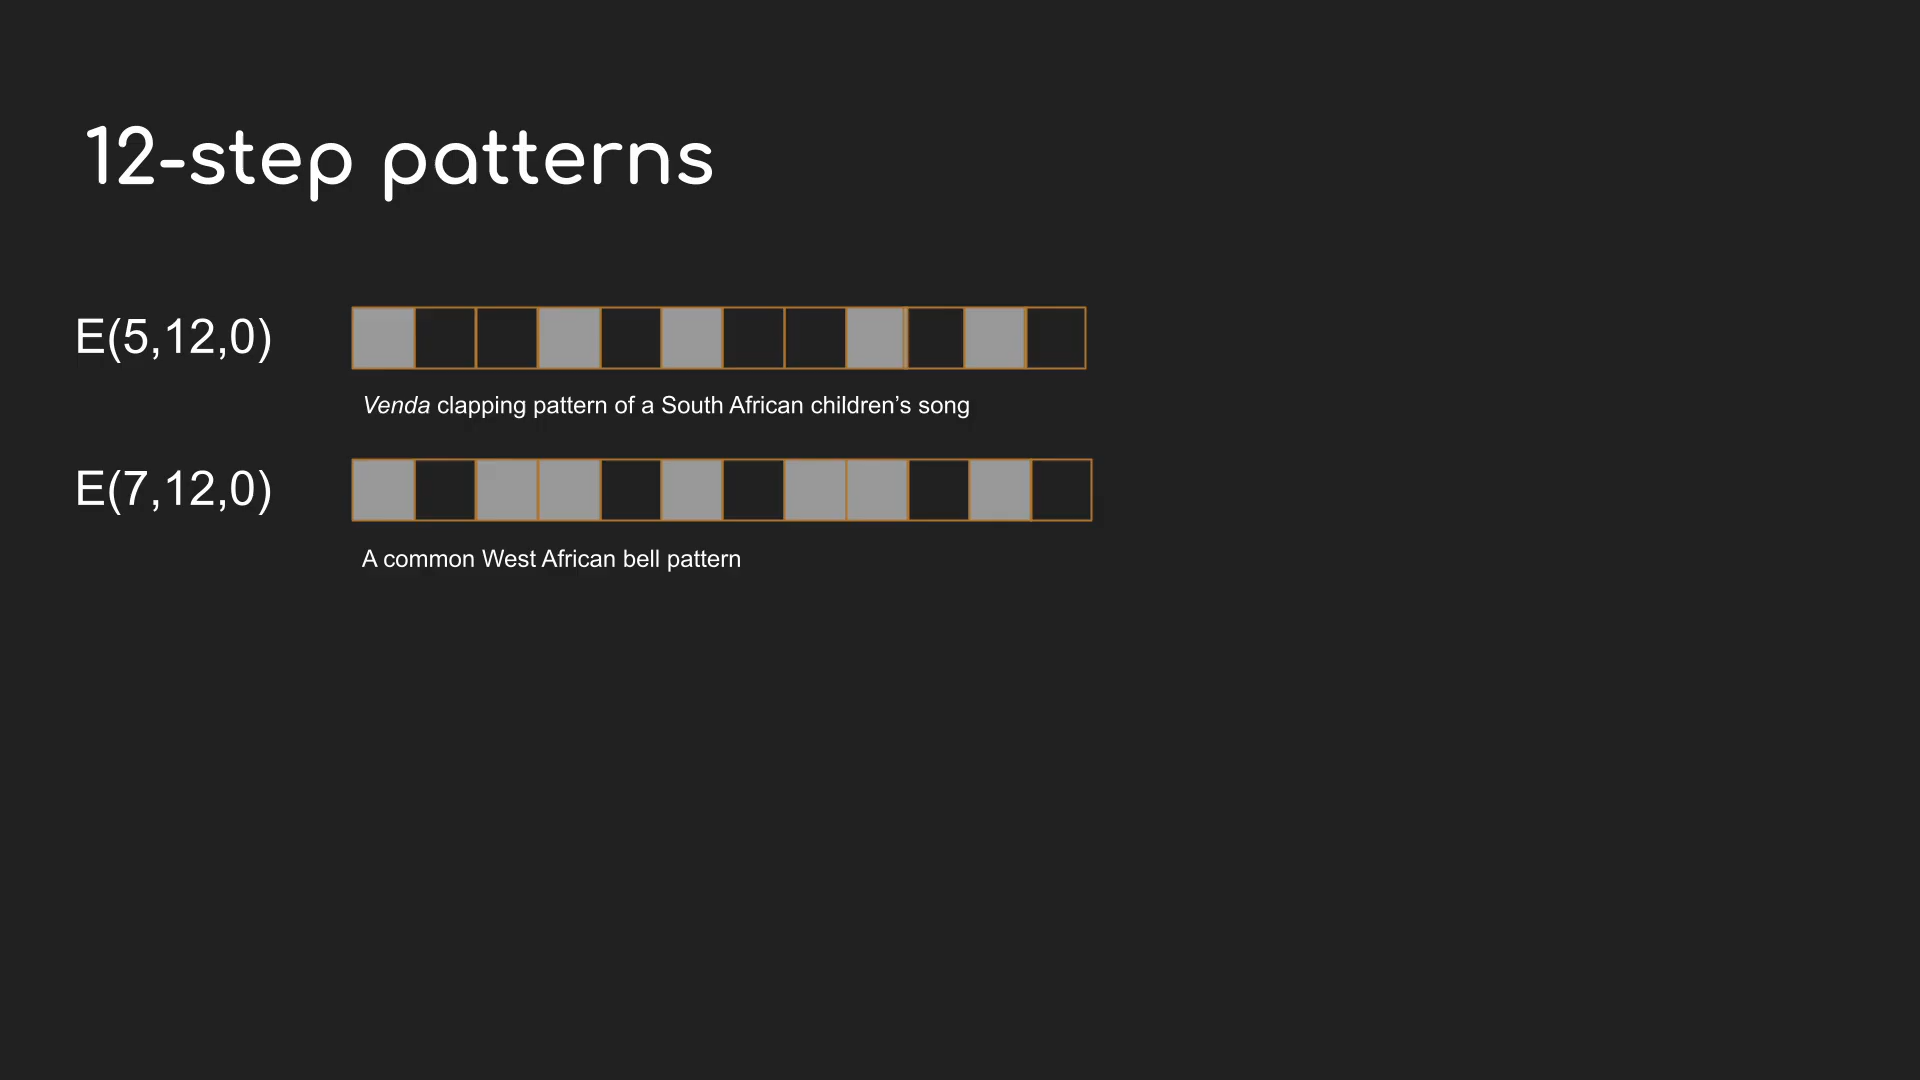 12-step patterns
E(5,12,0)
Venda clapping pattern of a South African children’s song
E(7,12,0)
A common West African bell pattern